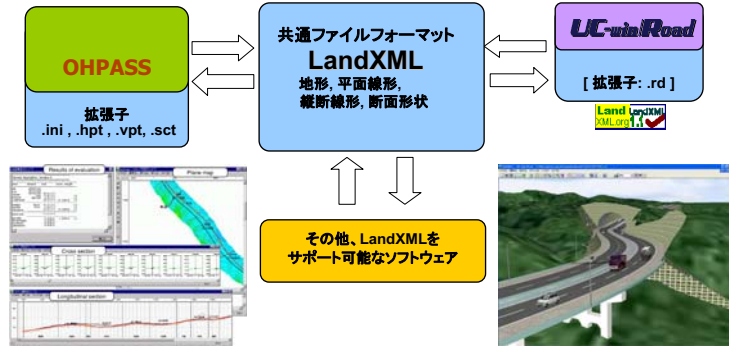 OHPASS
拡張子
.ini , .hpt , .vpt, .sct
共通ファイルフォーマット
LandXML
地形, 平面線形,
縦断線形, 断面形状
UC-win/Road
[ 拡張子: .rd ]
Land
XML.org
LandXML
1.1
その他、LandXMLを
サポート可能なソフトウェア
Results of evaluation
Plane map
Cross section
Longitudinal section